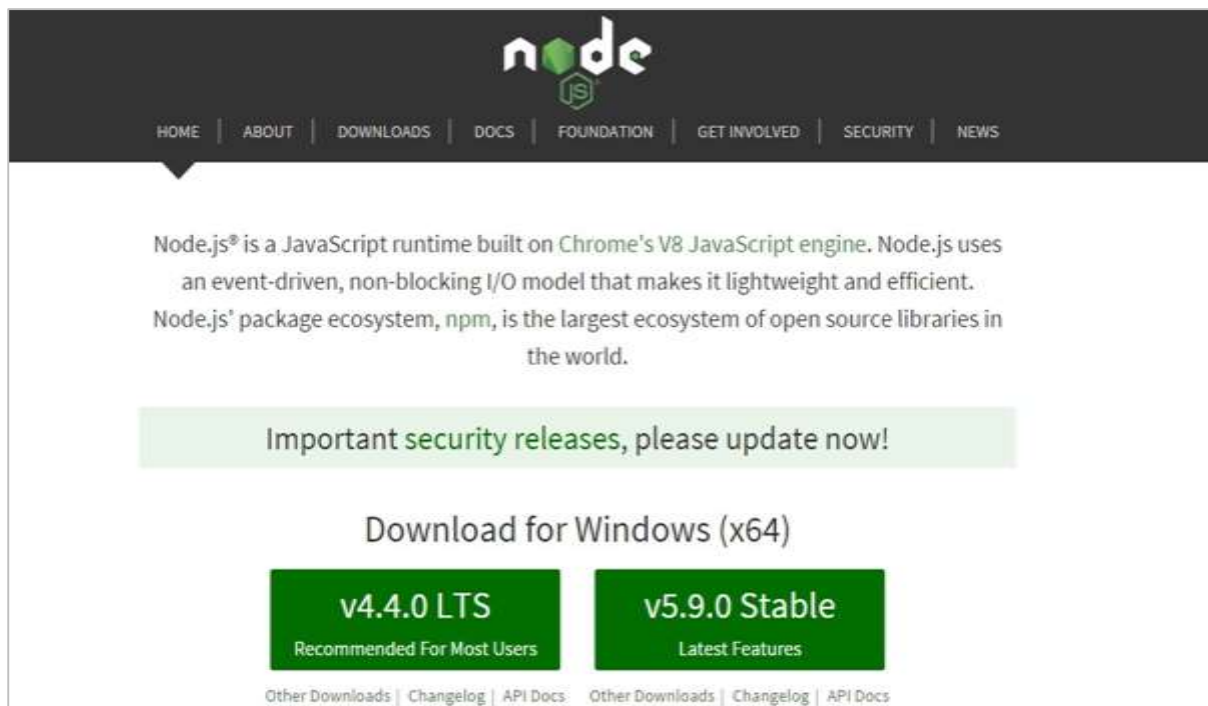 node
JS
HOME | ABOUT | DOWNLOADS | DOCS | FOUNDATION | GET INVOLVED | SECURITY | NEWS
Node.js® is a JavaScript runtime built on Chrome's V8 JavaScript engine. Node.js uses
an event-driven, non-blocking I/O model that makes it lightweight and efficient.
Node.js' package ecosystem, npm, is the largest ecosystem of open source libraries in
the world.
Important security releases, please update now!
Download for Windows (x64)
v4.4.0 LTS
Recommended For Most Users
v5.9.0 Stable
Latest Features
Other Downloads | Changelog | API Docs
Other Downloads | Changelog | API Docs